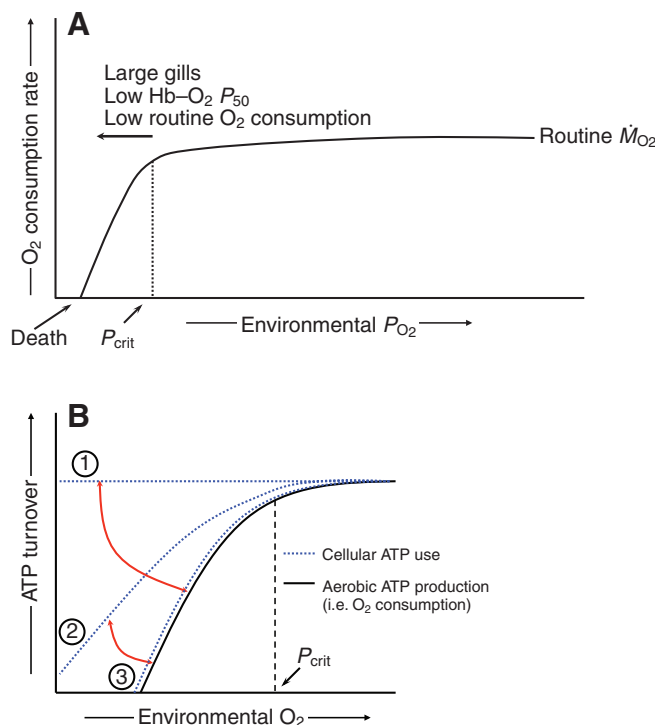 A
Large gills
Low Hb–O₂ P₅₀
Low routine O₂ consumption
Routine ṀO₂
O₂ consumption rate
Death
Pcrit
Environmental PO₂
B
1
2
3
ATP turnover
Cellular ATP use
Aerobic ATP production
(i.e. O₂ consumption)
Pcrit
Environmental O₂